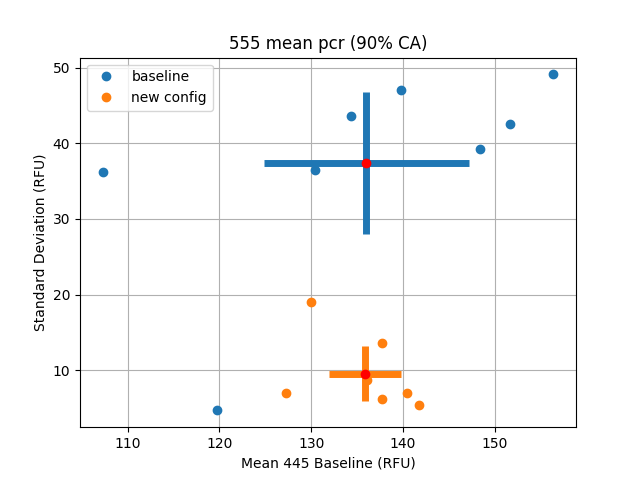 555 mean pcr (90% CA)
baseline
new config
Standard Deviation (RFU)
50
40
30
20
10
110 120 130 140 150
Mean 445 Baseline (RFU)